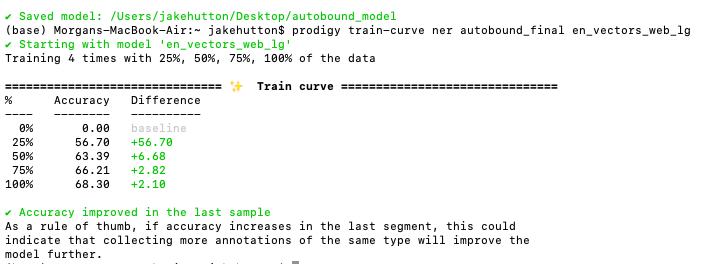 ✔ Saved model: /Users/jakehutton/Desktop/autobound_model
(base) Morgans-MacBook-Air:~ jakehutton$ prodigy train-curve ner autobound_final en_vectors_web_lg
✔ Starting with model 'en_vectors_web_lg'
Training 4 times with 25%, 50%, 75%, 100% of the data
=============================== ✨  Train curve ===============================
%      Accuracy   Difference
----   --------   ----------
  0%       0.00   baseline
 25%      56.70   +56.70
 50%      63.39   +6.68
 75%      66.21   +2.82
100%      68.30   +2.10
✔ Accuracy improved in the last sample
As a rule of thumb, if accuracy increases in the last segment, this could
indicate that collecting more annotations of the same type will improve the
model further.